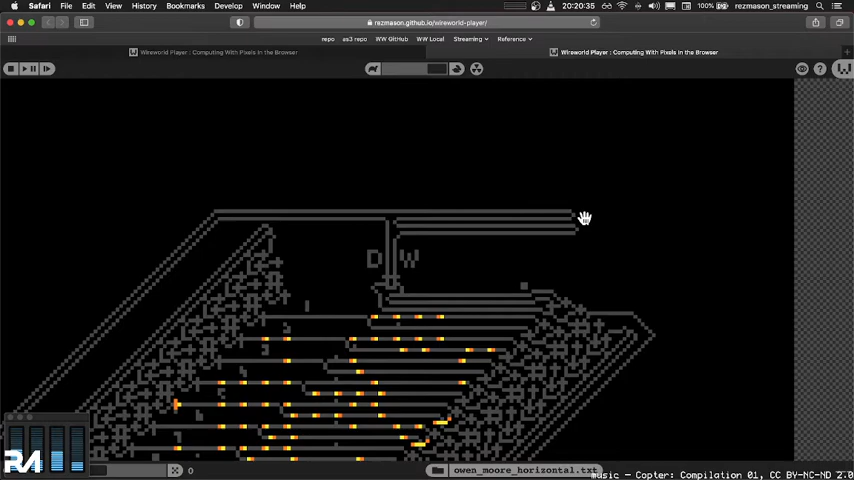 Safari File Edit View History Bookmarks Develop Window Help
100% 20:20:35 rezmason_streaming
rezmason.github.io/wireworld-player/
repo as3 repo WW GitHub WW Local Streaming Reference
Wireworld Player : Computing With Pixels In the Browser
Wireworld Player : Computing With Pixels In the Browser
D W
RM
0
owen_moore_horizontal.txt
music - Copter: Compilation 01, CC BY-NC-ND 2.0